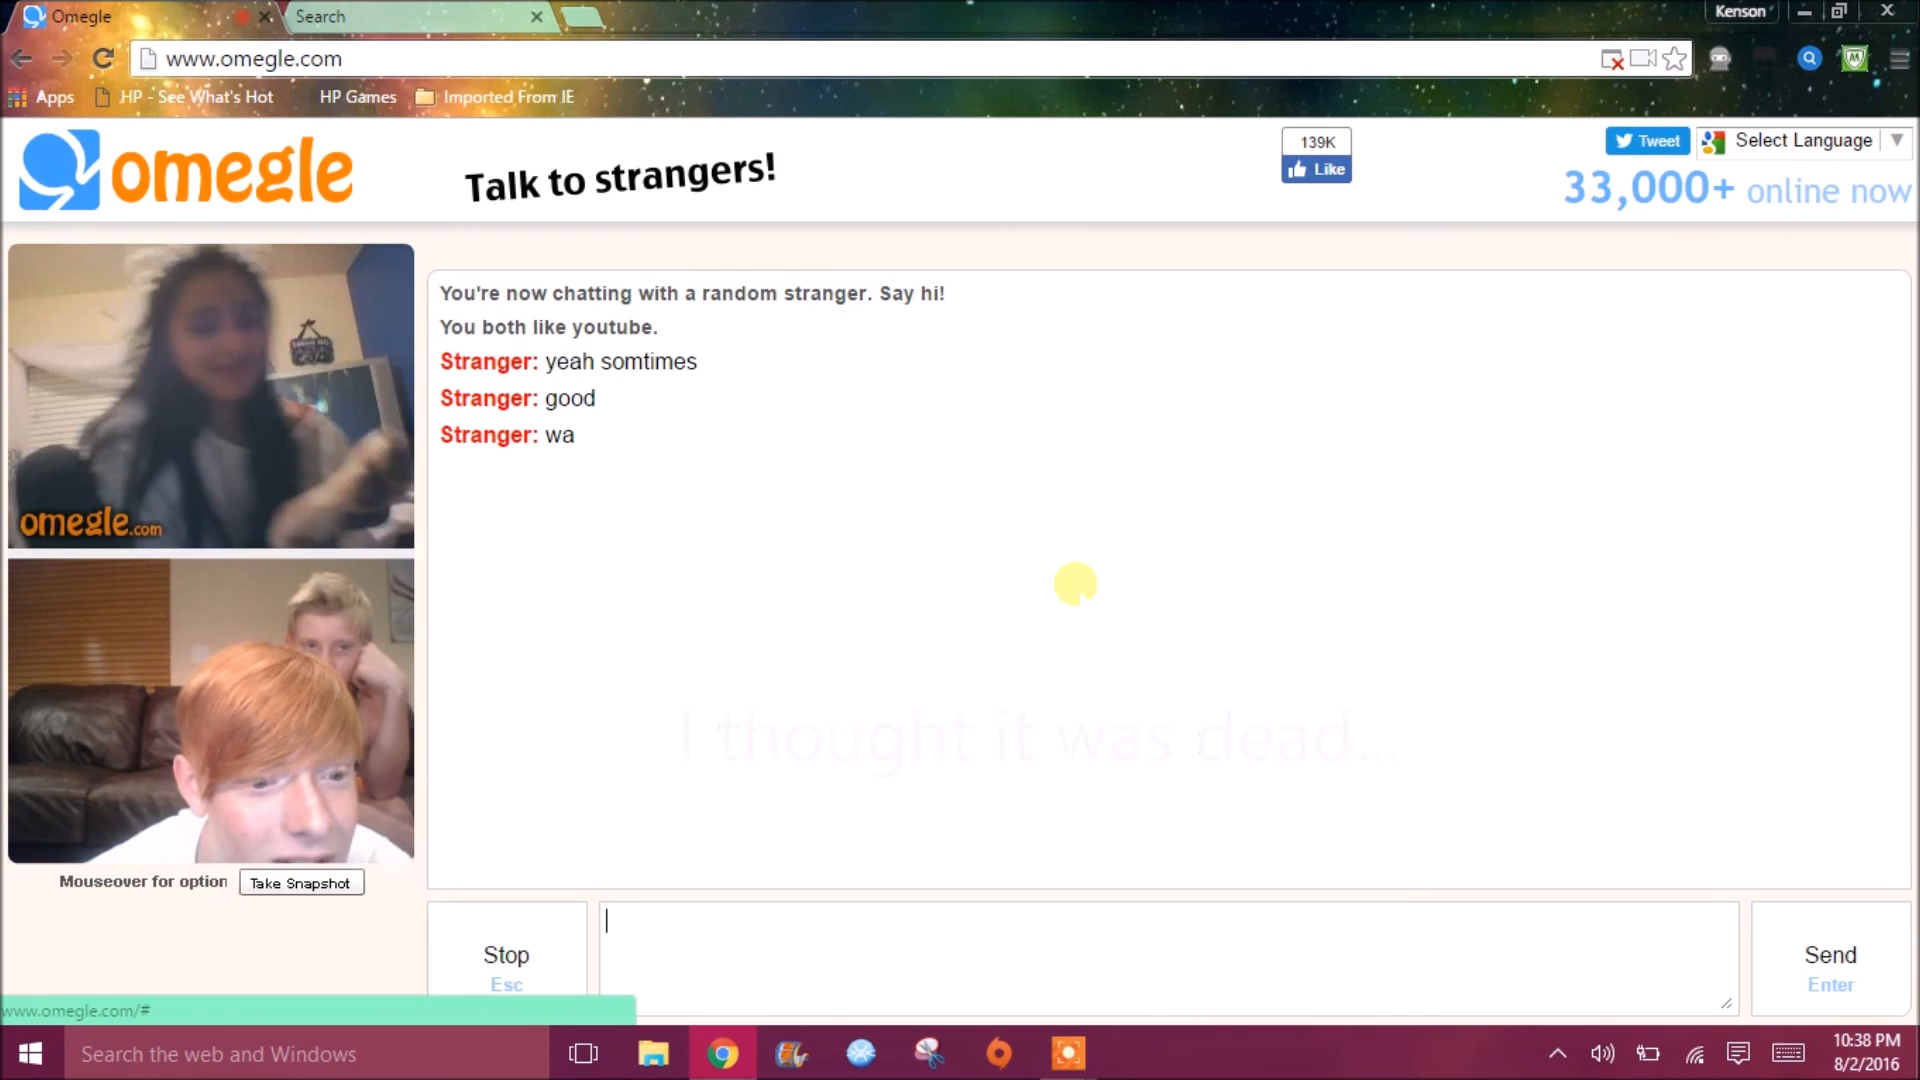 Omegle
Search
Kenson
www.omegle.com
Apps
HP - See What's Hot
HP Games
Imported From IE
omegle
Talk to strangers!
139K
Like
Tweet
Select Language
33,000+ online now
omegle.com
You're now chatting with a random stranger. Say hi!
You both like youtube.
Stranger: yeah somtimes
Stranger: good
Stranger: wa
I thought it was dead...
Mouseover for option
Take Snapshot
Stop
Esc
Send
Enter
www.omegle.com/#
Search the web and Windows
10:38 PM
8/2/2016